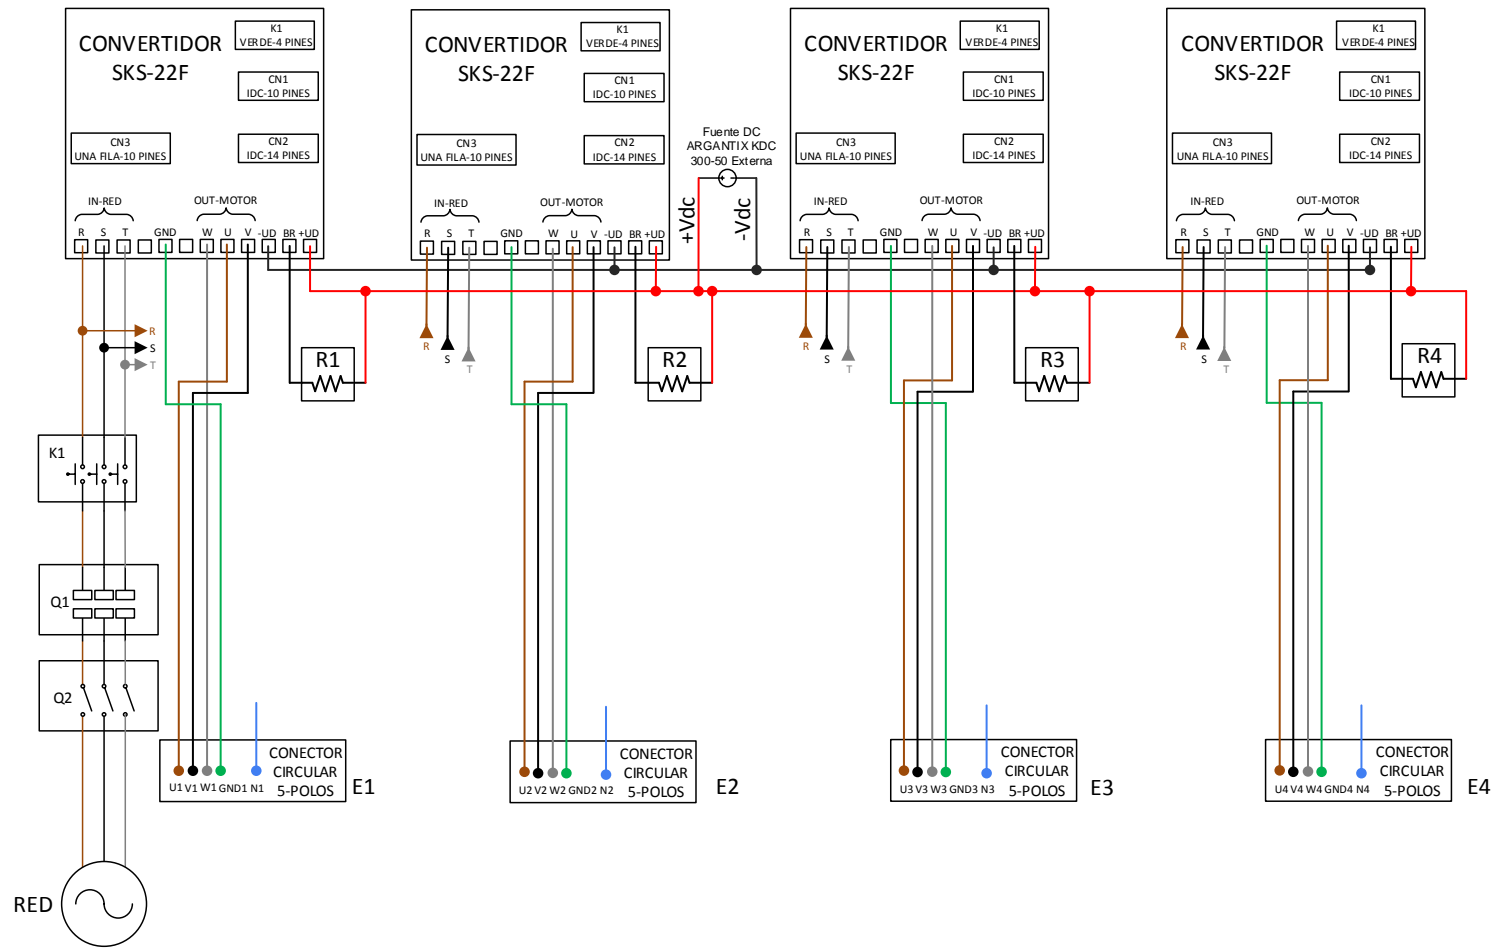 CONVERTIDOR
SKS-22F
K1
VERDE-4 PINES
CN1
IDC-10 PINES
CN3
UNA FILA-10 PINES
CN2
IDC-14 PINES
IN-RED
OUT-MOTOR
R S T GND W U V -UD BR +UD
CONVERTIDOR
SKS-22F
K1
VERDE-4 PINES
CN1
IDC-10 PINES
CN3
UNA FILA-10 PINES
CN2
IDC-14 PINES
IN-RED
OUT-MOTOR
R S T GND W U V -UD BR +UD
Fuente DC
ARGANTIX KDC
300-50 Externa
+Vdc
-Vdc
CONVERTIDOR
SKS-22F
K1
VERDE-4 PINES
CN1
IDC-10 PINES
CN3
UNA FILA-10 PINES
CN2
IDC-14 PINES
IN-RED
OUT-MOTOR
R S T GND W U V -UD BR +UD
CONVERTIDOR
SKS-22F
K1
VERDE-4 PINES
CN1
IDC-10 PINES
CN3
UNA FILA-10 PINES
CN2
IDC-14 PINES
IN-RED
OUT-MOTOR
R S T GND W U V -UD BR +UD
R
S
T
R1
R
S
T
R2
R
S
T
R3
R
S
T
R4
K1
Q1
Q2
CONECTOR
CIRCULAR
5-POLOS
U1 V1 W1 GND1 N1
E1
CONECTOR
CIRCULAR
5-POLOS
U2 V2 W2 GND2 N2
E2
CONECTOR
CIRCULAR
5-POLOS
U3 V3 W3 GND3 N3
E3
CONECTOR
CIRCULAR
5-POLOS
U4 V4 W4 GND4 N4
E4
RED